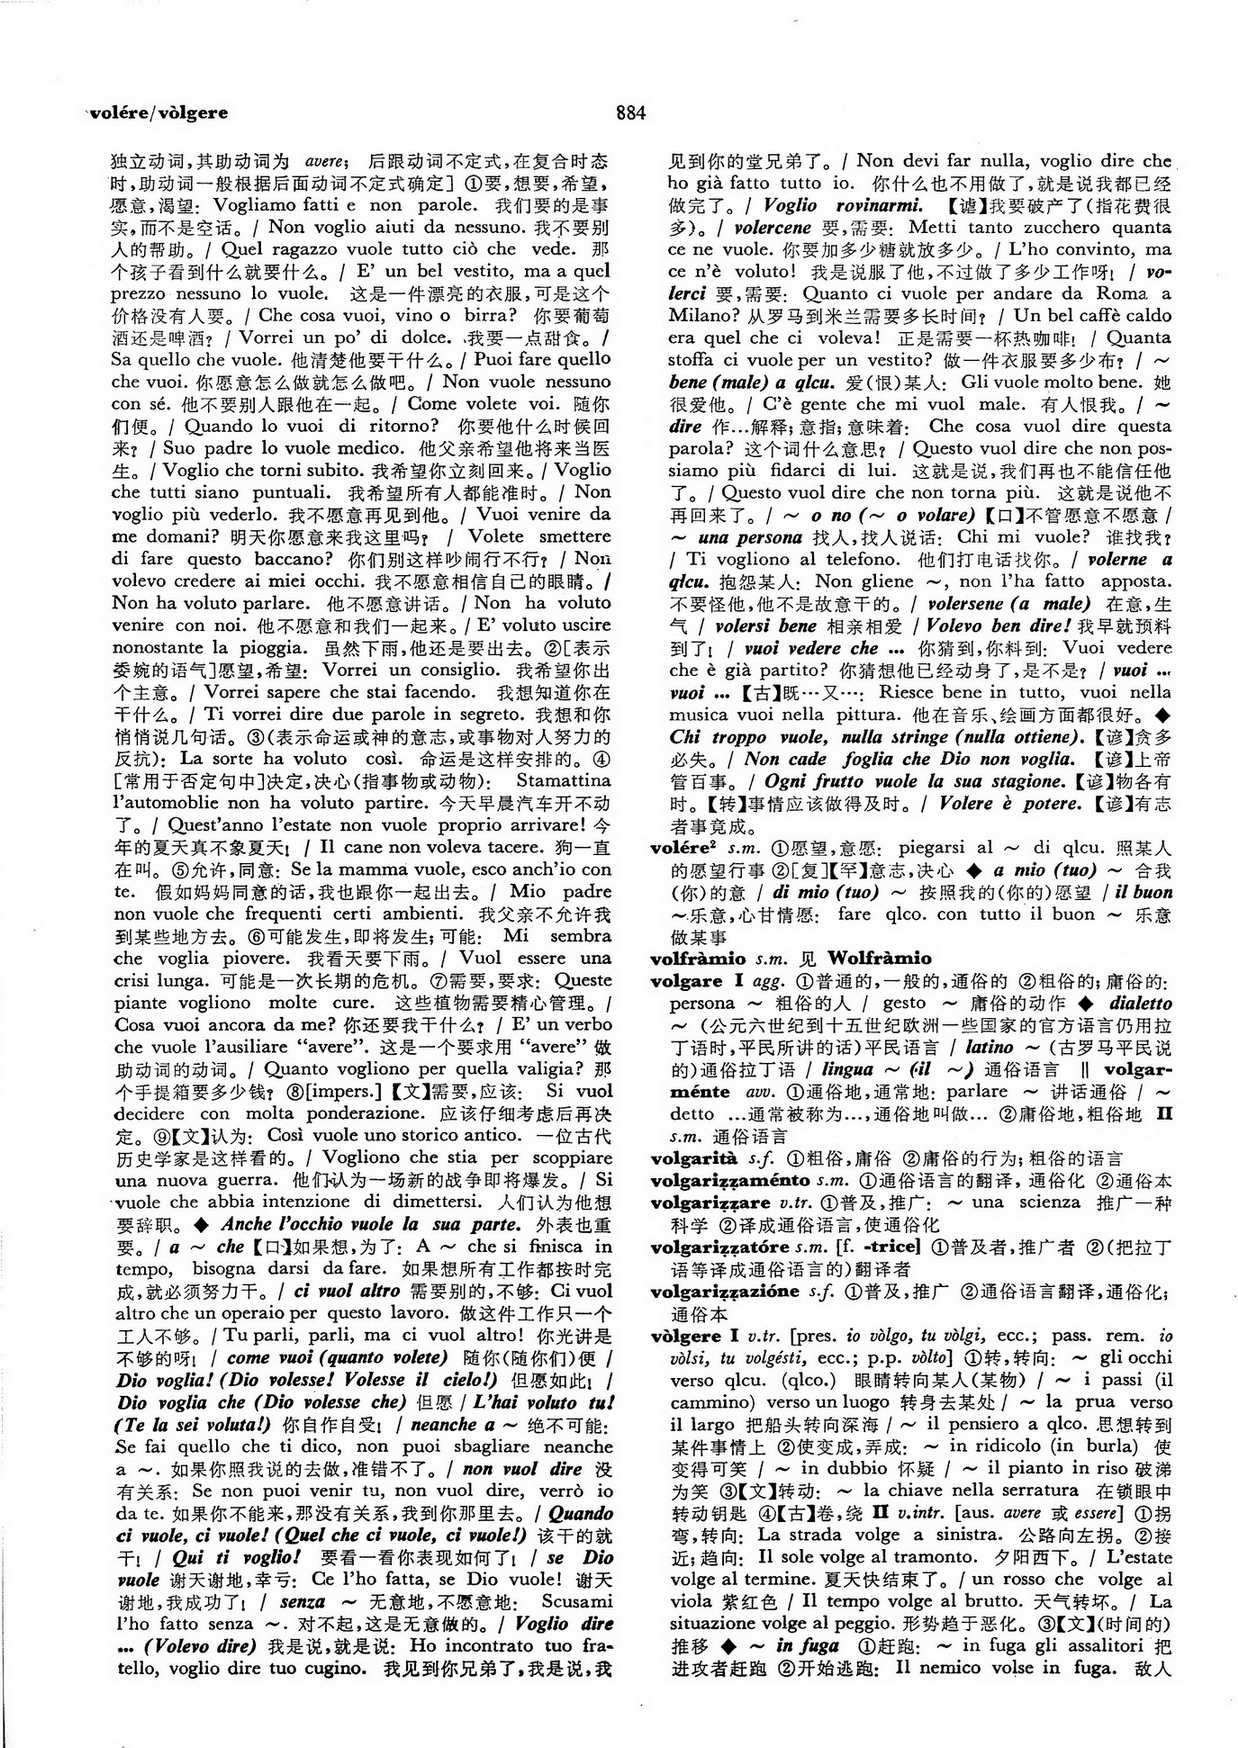 volére/vòlgere
884
独立动词,其助动词为 avere; 后跟动词不定式,在复合时态
时,助动词一般根据后面动词不定式确定] ①要,想要,希望,
愿意,渴望: Vogliamo fatti e non parole. 我们要的是事
实,而不是空话。/ Non voglio aiuti da nessuno. 我不要别
人的帮助。/ Quel ragazzo vuole tutto ciò che vede. 那
个孩子看到什么就要什么。/ E' un bel vestito, ma a quel
prezzo nessuno lo vuole. 这是一件漂亮的衣服,可是这个
价格没有人要。/ Che cosa vuoi, vino o birra? 你要葡萄
酒还是啤酒? / Vorrei un po' di dolce. 我要一点甜食。/
Sa quello che vuole. 他清楚他要干什么。/ Puoi fare quello
che vuoi. 你愿意怎么做就怎么做吧。/ Non vuole nessuno
con sé. 他不要别人跟他在一起。/ Come volete voi. 随你
们便。/ Quando lo vuoi di ritorno? 你要他什么时候回
来? / Suo padre lo vuole medico. 他父亲希望他将来当医
生。/ Voglio che torni subito. 我希望你立刻回来。/ Voglio
che tutti siano puntuali. 我希望所有人都能准时。/ Non
voglio più vederlo. 我不愿意再见到他。/ Vuoi venire da
me domani? 明天你愿意来我这里吗? / Volete smettere
di fare questo baccano? 你们别这样吵闹行不行? / Non
volevo credere ai miei occhi. 我不愿意相信自己的眼睛。/
Non ha voluto parlare. 他不愿意讲话。/ Non ha voluto
venire con noi. 他不愿意和我们一起来。/ E' voluto uscire
nonostante la pioggia. 虽然下雨,他还是要出去。②[表示
委婉的语气]愿望,希望: Vorrei un consiglio. 我希望你出
个主意。/ Vorrei sapere che stai facendo. 我想知道你在
干什么。/ Ti vorrei dire due parole in segreto. 我想和你
悄悄说几句话。③(表示命运或神的意志,或事物对人努力的
反抗): La sorte ha voluto così. 命运是这样安排的。④
[常用于否定句中]决定,决心(指事物或动物): Stamattina
l'automoblie non ha voluto partire. 今天早晨汽车开不动
了。/ Quest'anno l'estate non vuole proprio arrivare! 今
年的夏天真不象夏天! / Il cane non voleva tacere. 狗一直
在叫。⑤允许,同意: Se la mamma vuole, esco anch'io con
te. 假如妈妈同意的话,我也跟你一起出去。/ Mio padre
non vuole che frequenti certi ambienti. 我父亲不允许我
到某些地方去。⑥可能发生,即将发生; 可能: Mi sembra
che voglia piovere. 我看天要下雨。/ Vuol essere una
crisi lunga. 可能是一次长期的危机。⑦需要,要求: Queste
piante vogliono molte cure. 这些植物需要精心管理。/
Cosa vuoi ancora da me? 你还要我干什么? / E' un verbo
che vuole l'ausiliare “avere”. 这是一个要求用 “avere” 做
助动词的动词。/ Quanto vogliono per quella valigia? 那
个手提箱要多少钱? ⑧[impers.]【文】需要,应该: Si vuol
decidere con molta ponderazione. 应该仔细考虑后再决
定。⑨【文】认为: Così vuole uno storico antico. 一位古代
历史学家是这样看的。/ Vogliono che stia per scoppiare
una nuova guerra. 他们认为一场新的战争即将爆发。/ Si
vuole che abbia intenzione di dimettersi. 人们认为他想
要辞职。◆ Anche l'occhio vuole la sua parte. 外表也重
要。/ a ~ che【口】如果想,为了: A ~ che si finisca in
tempo, bisogna darsi da fare. 如果想所有工作都按时完
成,就必须努力干。/ ci vuol altro 需要别的,不够: Ci vuol
altro che un operaio per questo lavoro. 做这件工作只一个
工人不够。/ Tu parli, parli, ma ci vuol altro! 你光讲是
不够的呀! / come vuoi (quanto volete) 随你(随你们)便 /
Dio voglia! (Dio volesse! Volesse il cielo!) 但愿如此! /
Dio voglia che (Dio volesse che) 但愿 / L'hai voluto tu!
(Te la sei voluta!) 你自作自受! / neanche a ~ 绝不可能:
Se fai quello che ti dico, non puoi sbagliare neanche
a ~. 如果你照我说的去做,准错不了。/ non vuol dire 没
有关系: Se non puoi venir tu, non vuol dire, verrò io
da te. 如果你不能来,那没有关系,我到你那里去。/ Quando
ci vuole, ci vuole! (Quel che ci vuole, ci vuole!) 该干的就
干! / Qui ti voglio! 要看一看你表现如何了! / se Dio
vuole 谢天谢地,幸亏: Ce l'ho fatta, se Dio vuole! 谢天
谢地,我成功了! / senza ~ 无意地,不愿意地: Scusami
l'ho fatto senza ~. 对不起,这是无意做的。/ Voglio dire
… (Volevo dire) 我是说,就是说: Ho incontrato tuo fra-
tello, voglio dire tuo cugino. 我见到你兄弟了,我是说,我
见到你的堂兄弟了。/ Non devi far nulla, voglio dire che
ho già fatto tutto io. 你什么也不用做了,就是说我都已经
做完了。/ Voglio rovinarmi. 【谑】我要破产了(指花费很
多)。/ volercene 要,需要: Metti tanto zucchero quanta
ce ne vuole. 你要加多少糖就放多少。/ L'ho convinto, ma
ce n'è voluto! 我是说服了他,不过做了多少工作呀! / vo-
lerci 要,需要: Quanto ci vuole per andare da Roma a
Milano? 从罗马到米兰需要多长时间? / Un bel caffè caldo
era quel che ci voleva! 正是需要一杯热咖啡! / Quanta
stoffa ci vuole per un vestito? 做一件衣服要多少布? / ~
bene (male) a qlcu. 爱(恨)某人: Gli vuole molto bene. 她
很爱他。/ C'è gente che mi vuol male. 有人恨我。/ ~
dire 作…解释; 意指; 意味着: Che cosa vuol dire questa
parola? 这个词什么意思? / Questo vuol dire che non pos-
siamo più fidarci di lui. 这就是说,我们再也不能信任他
了。/ Questo vuol dire che non torna più. 这就是说他不
再回来了。/ ~ o no (~ o volare)【口】不管愿意不愿意 /
~ una persona 找人,找人说话: Chi mi vuole? 谁找我?
/ Ti vogliono al telefono. 他们打电话找你。/ volerne a
qlcu. 抱怨某人: Non gliene ~, non l'ha fatto apposta.
不要怪他,他不是故意干的。/ volersene (a male) 在意,生
气 / volersi bene 相亲相爱 / Volevo ben dire! 我早就预料
到了! / vuoi vedere che … 你猜到,你料到: Vuoi vedere
che è già partito? 你猜想他已经动身了,是不是? / vuoi …
vuoi …【古】既…又…: Riesce bene in tutto, vuoi nella
musica vuoi nella pittura. 他在音乐、绘画方面都很好。◆
Chi troppo vuole, nulla stringe (nulla ottiene).【谚】贪多
必失。/ Non cade foglia che Dio non voglia. 【谚】上帝
管百事。/ Ogni frutto vuole la sua stagione.【谚】物各有
时。【转】事情应该做得及时。/ Volere è potere. 【谚】有志
者事竟成。
volére² s.m. ①愿望,意愿: piegarsi al ~ di qlcu. 照某人
的愿望行事 ②[复]【罕】意志,决心 ◆ a mio (tuo) ~ 合我
(你)的意 / di mio (tuo) ~ 按照我的(你的)愿望 / il buon
~乐意,心甘情愿: fare qlco. con tutto il buon ~ 乐意
做某事
volfràmio s.m. 见 Wolfràmio
volgare I agg. ①普通的,一般的,通俗的 ②粗俗的; 庸俗的:
persona ~ 粗俗的人 / gesto ~ 庸俗的动作 ◆ dialetto
~ (公元六世纪到十五世纪欧洲一些国家的官方语言仍用拉
丁语时,平民所讲的话)平民语言 / latino ~ (古罗马平民说
的)通俗拉丁语 / lingua ~ (il ~) 通俗语言 ‖ volgar-
ménte avv. ①通俗地,通常地: parlare ~ 讲话通俗 / ~
detto …通常被称为…,通俗地叫做… ②庸俗地,粗俗地 II
s.m. 通俗语言
volgarità s.f. ①粗俗,庸俗 ②庸俗的行为; 粗俗的语言
volgariẓẓaménto s.m. ①通俗语言的翻译, 通俗化 ②通俗本
volgariẓẓare v.tr. ①普及,推广: ~ una scienza 推广一种
科学 ②译成通俗语言,使通俗化
volgariẓẓatóre s.m. [f. -trice] ①普及者,推广者 ②(把拉丁
语等译成通俗语言的)翻译者
volgariẓẓazióne s.f. ①普及,推广 ②通俗语言翻译,通俗化;
通俗本
vòlgere I v.tr. [pres. io vòlgo, tu vòlgi, ecc.; pass. rem. io
vòlsi, tu volgésti, ecc.; p.p. vòlto] ①转,转向: ~ gli occhi
verso qlcu. (qlco.) 眼睛转向某人(某物) / ~ i passi (il
cammino) verso un luogo 转身去某处 / ~ la prua verso
il largo 把船头转向深海 / ~ il pensiero a qlco. 思想转到
某件事情上 ②使变成,弄成: ~ in ridicolo (in burla) 使
变得可笑 / ~ in dubbio 怀疑 / ~ il pianto in riso 破涕
为笑 ③【文】转动: ~ la chiave nella serratura 在锁眼中
转动钥匙 ④【古】卷,绕 II v.intr. [aus. avere 或 essere] ①拐
弯,转向: La strada volge a sinistra. 公路向左拐。②接
近; 趋向: Il sole volge al tramonto. 夕阳西下。/ L'estate
volge al termine. 夏天快结束了。/ un rosso che volge al
viola 紫红色 / Il tempo volge al brutto. 天气转坏。/ La
situazione volge al peggio. 形势趋于恶化。③【文】(时间的)
推移 ◆ ~ in fuga ①赶跑: ~ in fuga gli assalitori 把
进攻者赶跑 ②开始逃跑: Il nemico volse in fuga. 敌人